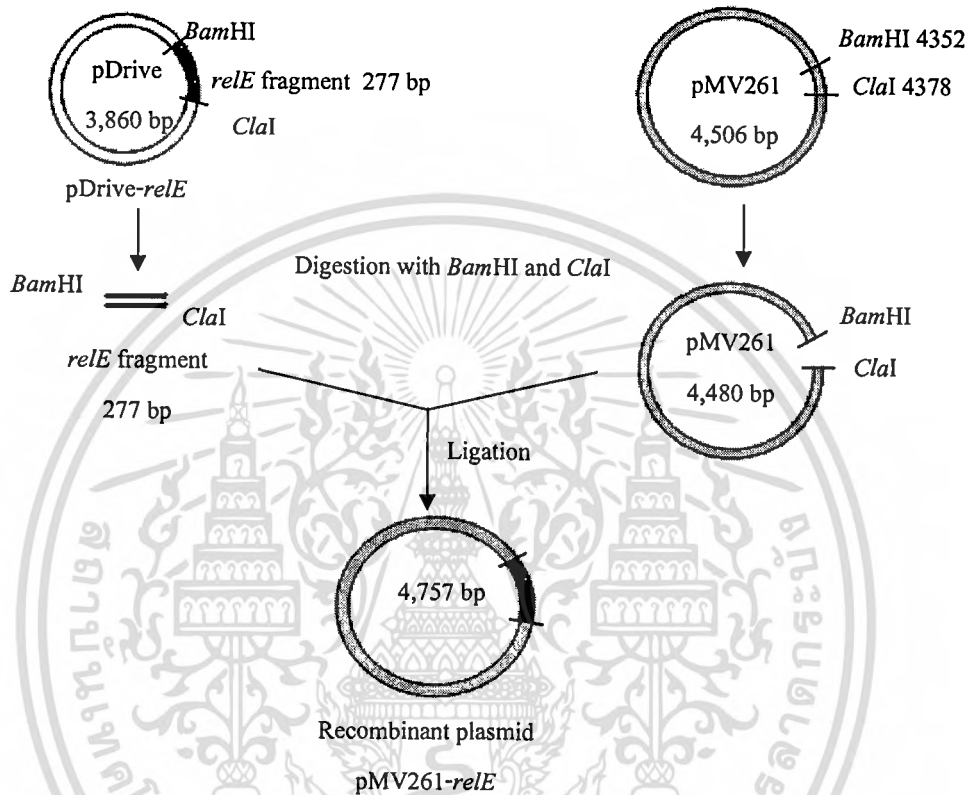 BamHI
pDrive
relE fragment 277 bp
3,860 bp
ClaI
pDrive-relE
BamHI 4352
pMV261
ClaI 4378
4,506 bp
Digestion with BamHI and ClaI
BamHI
ClaI
relE fragment
277 bp
BamHI
pMV261
ClaI
4,480 bp
Ligation
4,757 bp
Recombinant plasmid
pMV261-relE